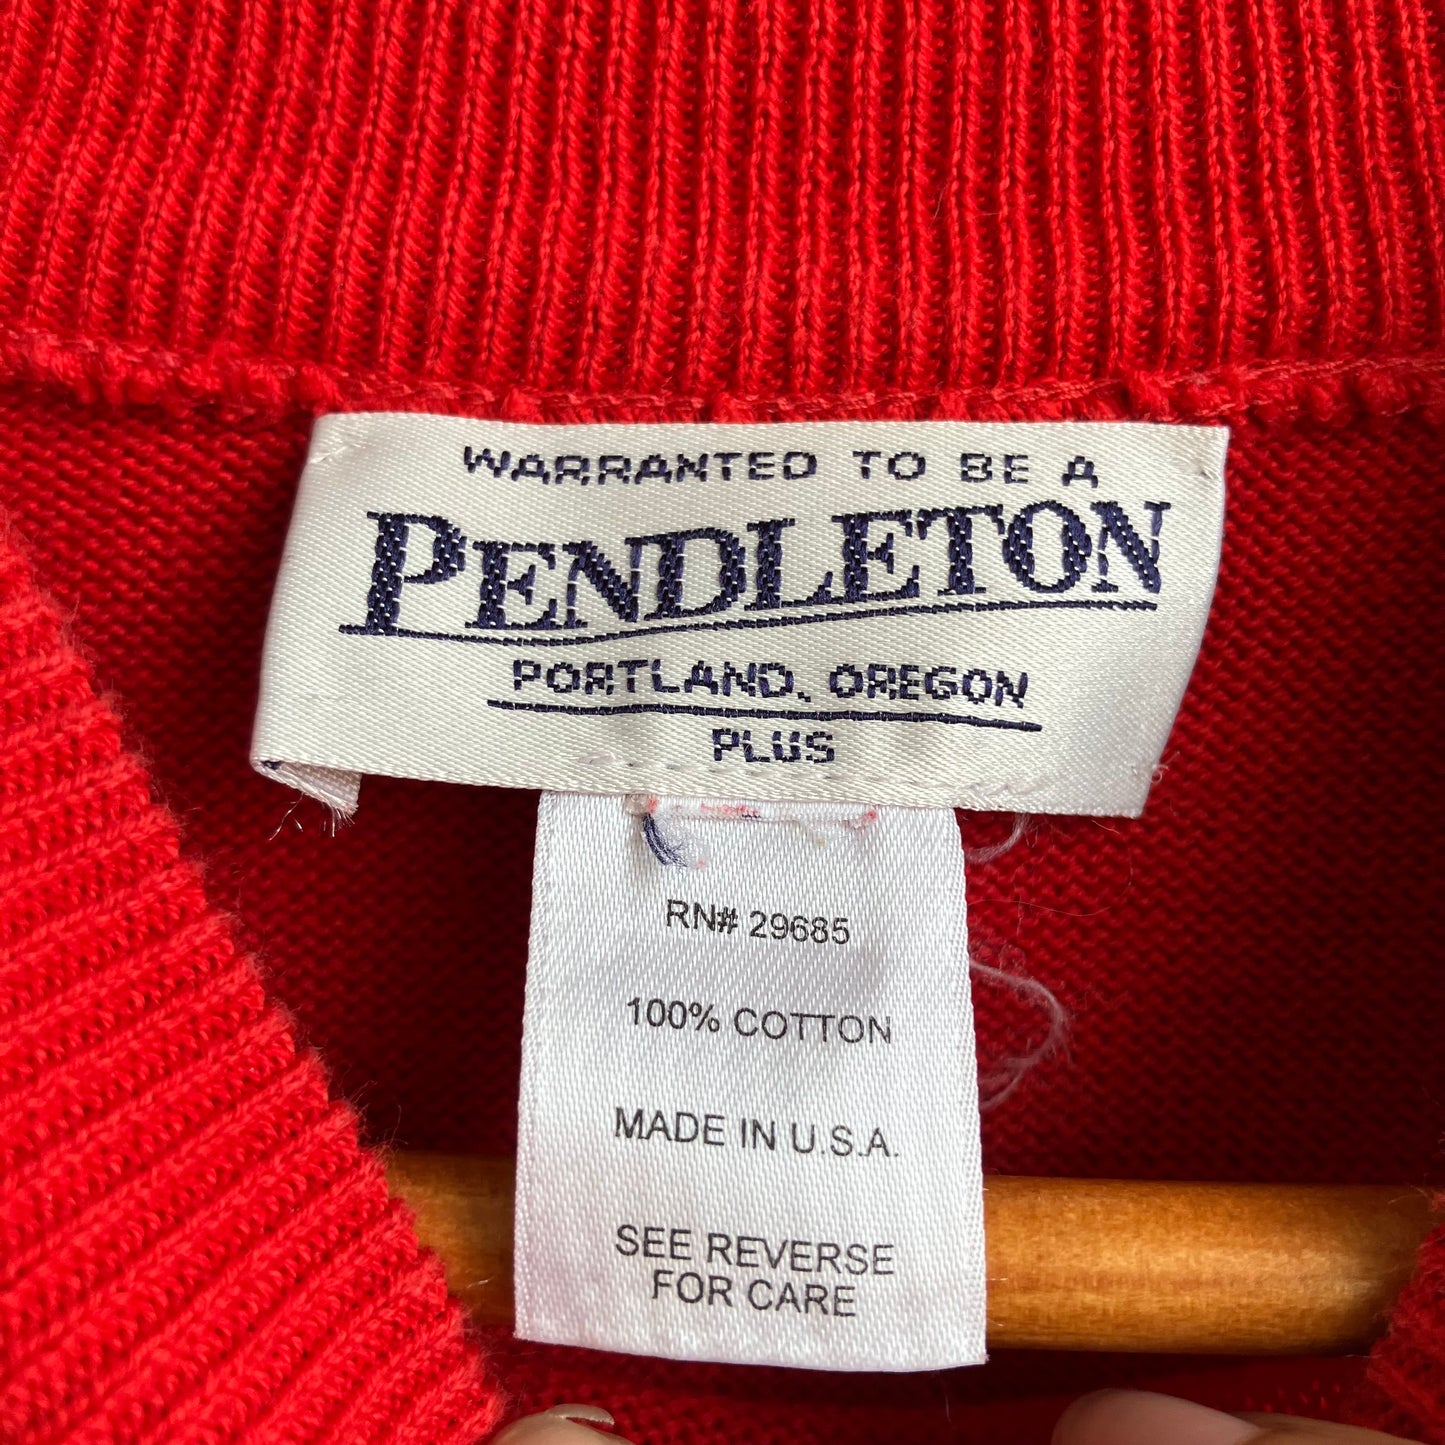 WARRANTED TO BE A
PENDLETON
PORTLAND, OREGON
PLUS
RN# 29685
100% COTTON
MADE IN U.S.A.
SEE REVERSE
FOR CARE